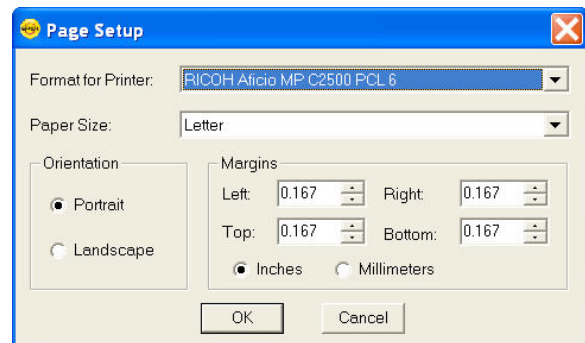 Page Setup
Format for Printer: RICOH Aficio MP C2500 PCL 6
Paper Size: Letter
Orientation
Portrait
Landscape
Margins
Left: 0.167 Right: 0.167
Top: 0.167 Bottom: 0.167
Inches Millimeters
OK Cancel